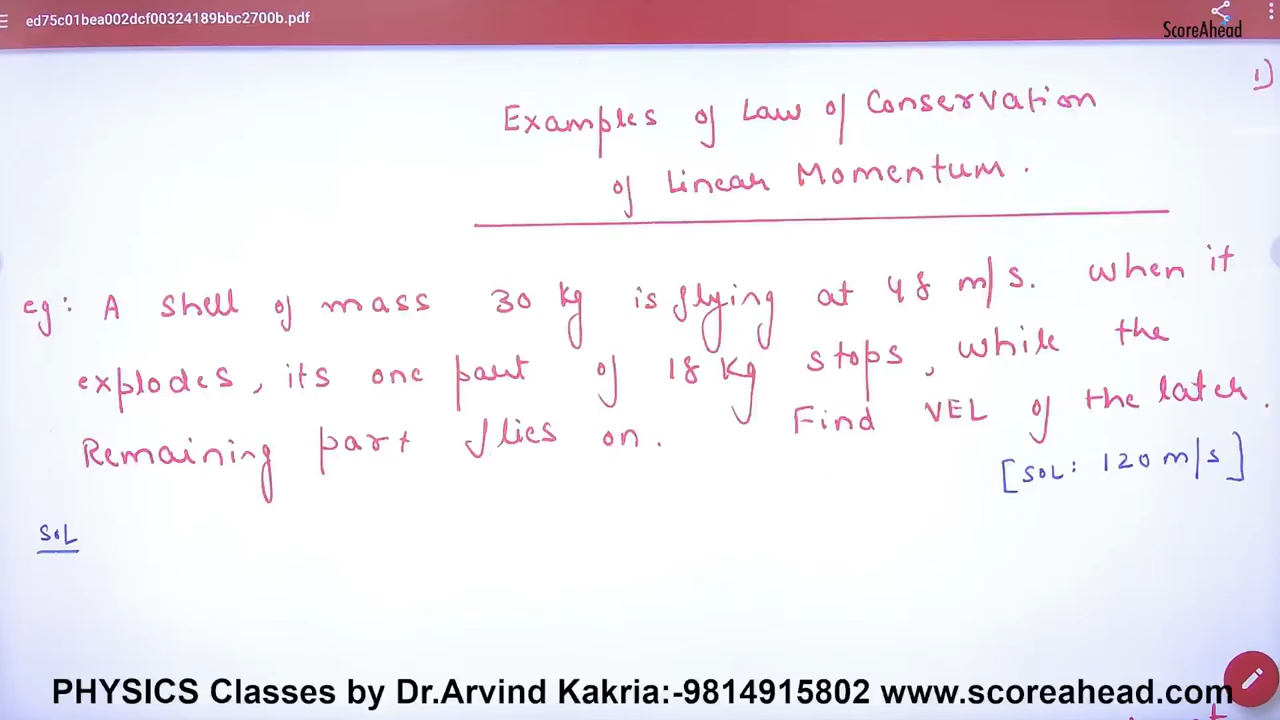 ed75c01bea002dcf00324189bbc2700b.pdf
ScoreAhead
1)
Examples of Law of Conservation
of Linear Momentum.
eg: A shell of mass 30 kg is flying at 48 m/s. when it
explodes, its one part of 18 kg stops, while the
Remaining part flies on. Find VEL of the later.
[SOL: 120 m/s]
SOL
PHYSICS Classes by Dr.Arvind Kakria:-9814915802 www.scoreahead.com